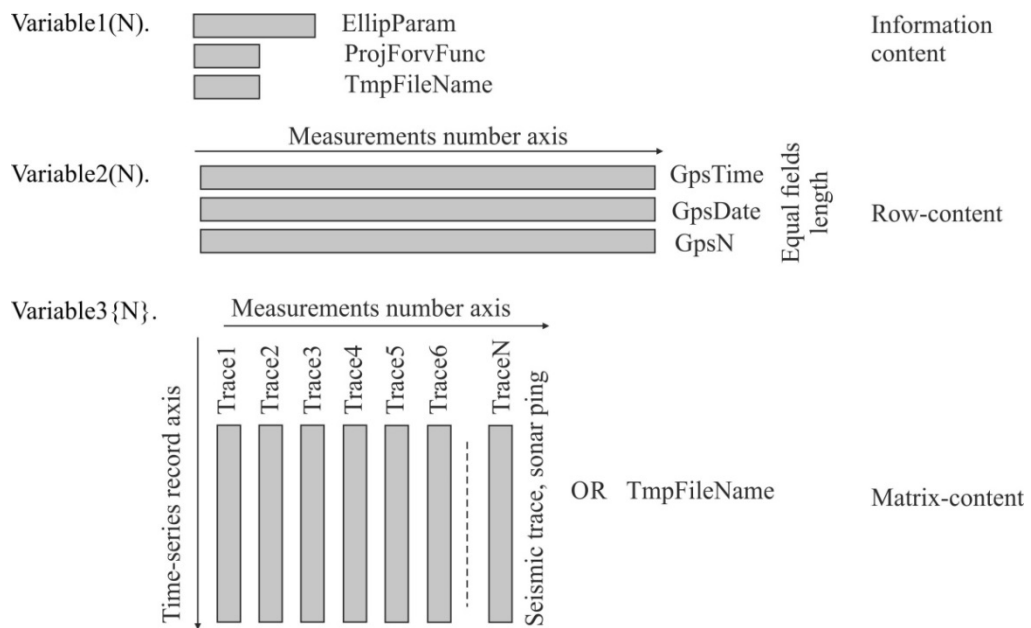 Variable1(N).
EllipParam
ProjForvFunc
TmpFileName
Information
content
Measurements number axis
Variable2(N).
GpsTime
GpsDate
GpsN
Equal fields
length
Row-content
Variable3{N}.
Measurements number axis
Time-series record axis
Trace1
Trace2
Trace3
Trace4
Trace5
Trace6
TraceN
Seismic trace, sonar ping
OR TmpFileName
Matrix-content